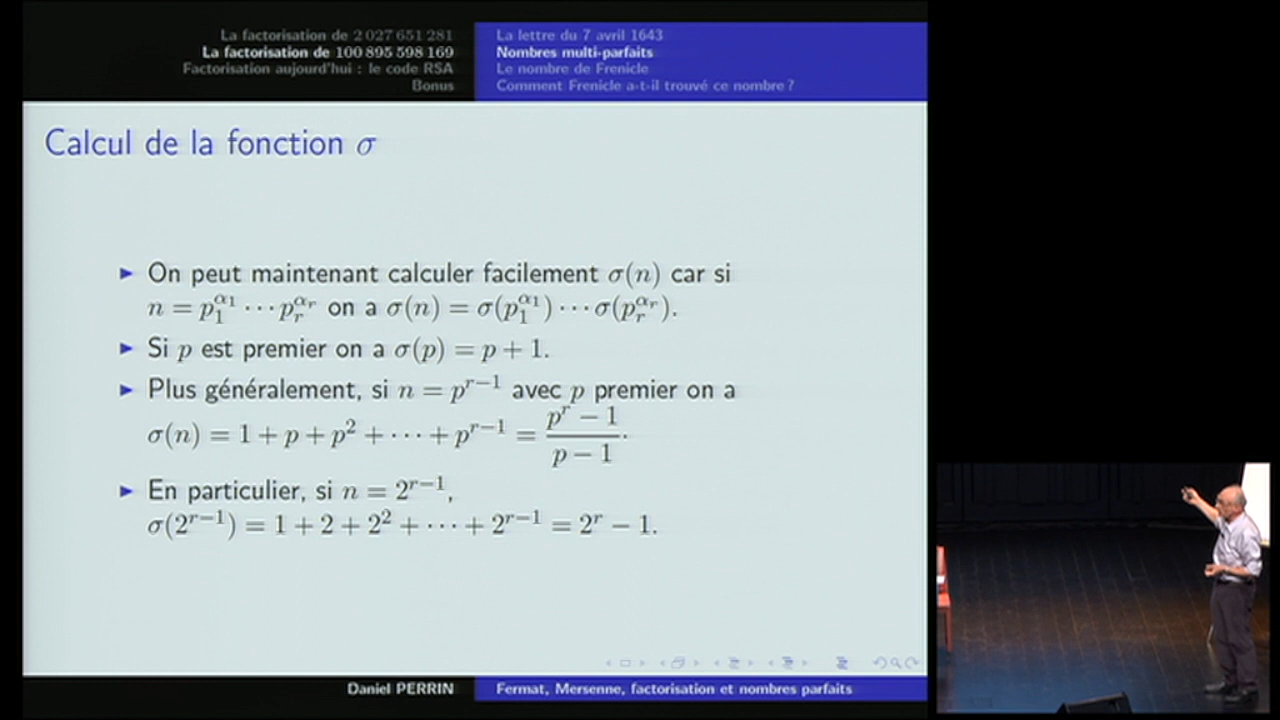 La factorisation de 2 027 651 281
La factorisation de 100 895 598 169
Factorisation aujourd'hui : le code RSA
Bonus
La lettre du 7 avril 1643
Nombres multi-parfaits
Le nombre de Frenicle
Comment Frenicle a-t-il trouvé ce nombre ?
Calcul de la fonction σ
▶ On peut maintenant calculer facilement σ(n) car si
n = p₁^{α₁} ··· pᵣ^{αᵣ} on a σ(n) = σ(p₁^{α₁}) ··· σ(pᵣ^{αᵣ}).
▶ Si p est premier on a σ(p) = p + 1.
▶ Plus généralement, si n = p^{r−1} avec p premier on a
σ(n) = 1 + p + p² + ··· + p^{r−1} = (p^r − 1)/(p − 1).
▶ En particulier, si n = 2^{r−1},
σ(2^{r−1}) = 1 + 2 + 2² + ··· + 2^{r−1} = 2^r − 1.
Daniel PERRIN
Fermat, Mersenne, factorisation et nombres parfaits